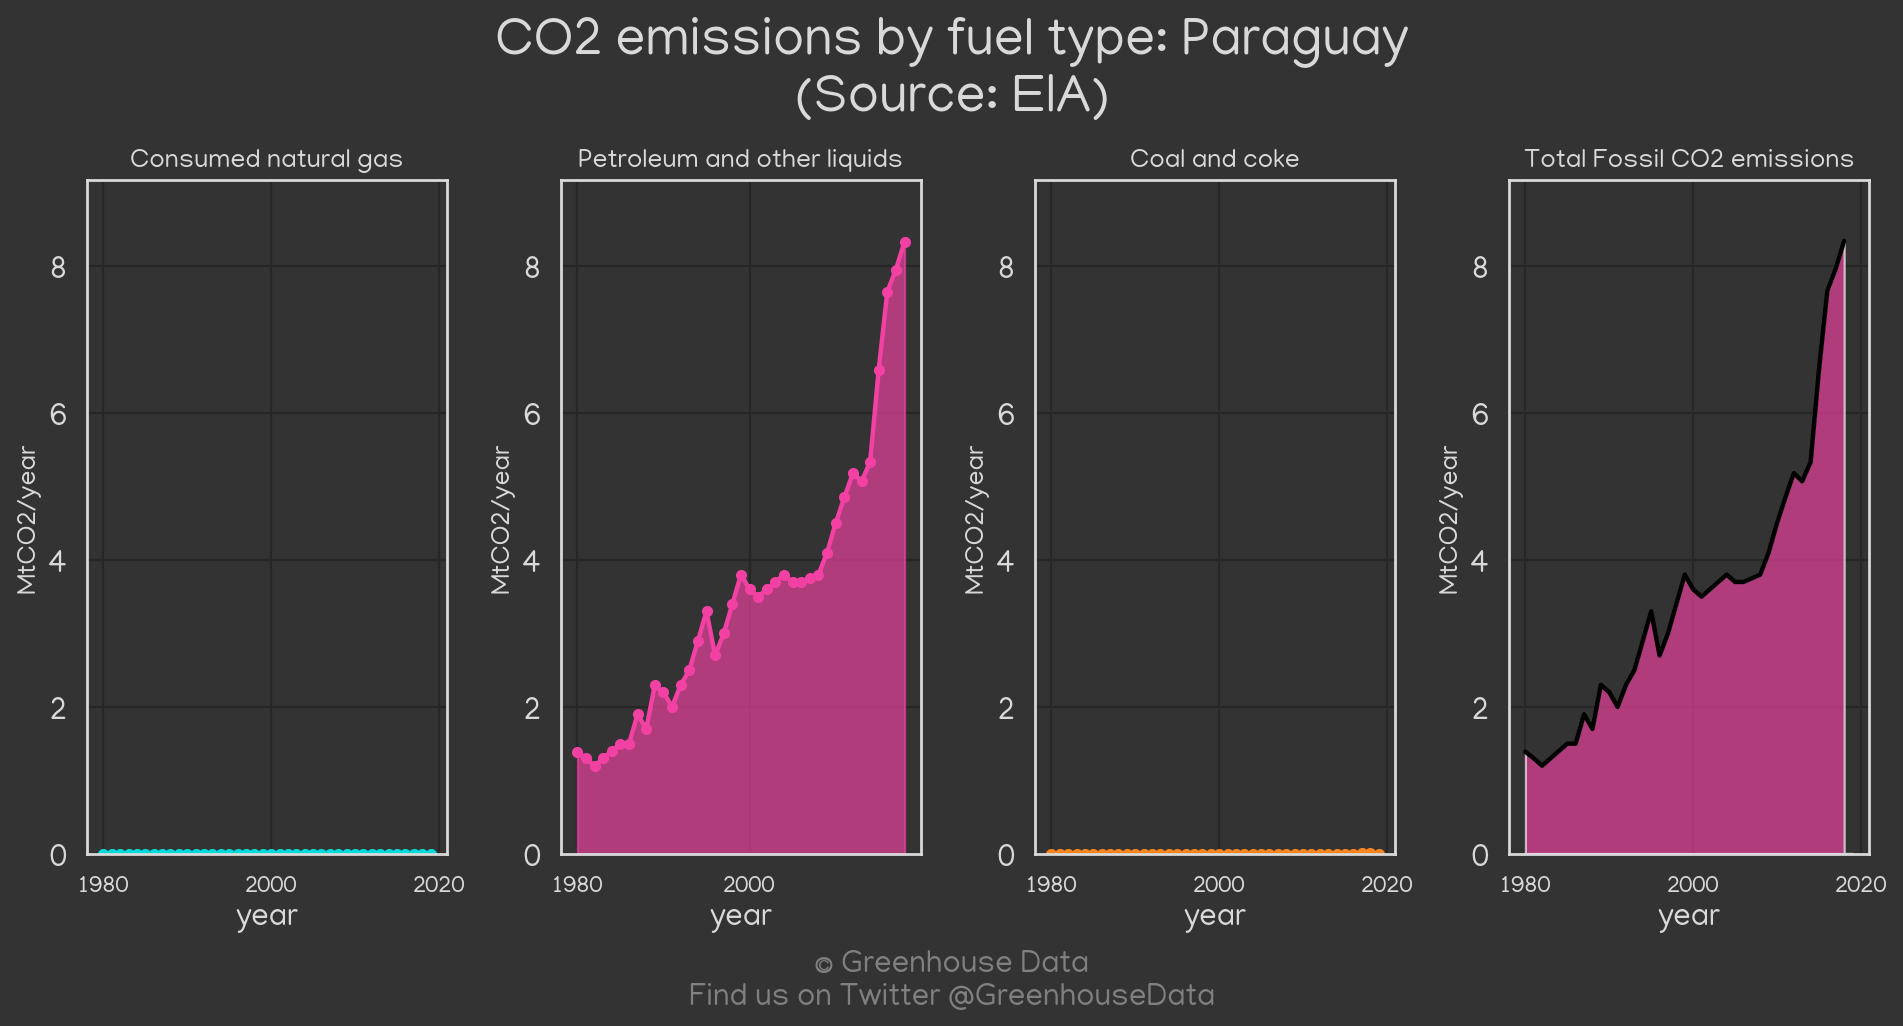 CO2 emissions by fuel type: Paraguay
(Source: EIA)
Consumed natural gas
MtCO2/year
8
6
4
2
0
1980 2000 2020
year
Petroleum and other liquids
MtCO2/year
8
6
4
2
0
1980 2000
year
Coal and coke
MtCO2/year
8
6
4
2
0
1980 2000 2020
year
Total Fossil CO2 emissions
MtCO2/year
8
6
4
2
0
1980 2000 2020
year
© Greenhouse Data
Find us on Twitter @GreenhouseData